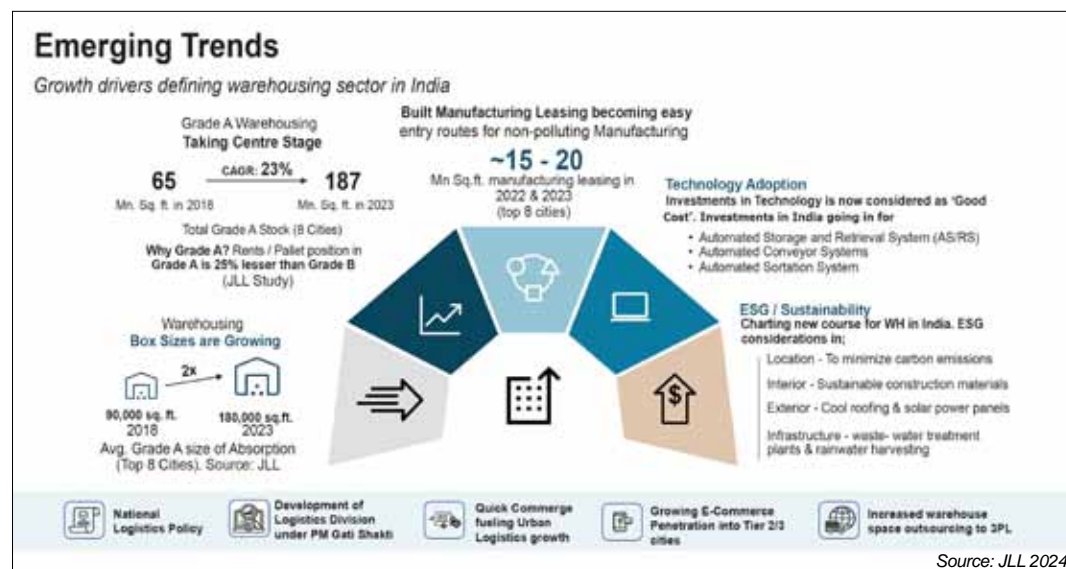 Emerging Trends
Growth drivers defining warehousing sector in India
Grade A Warehousing
Taking Centre Stage
65
CAGR: 23%
187
Mn. Sq. ft. in 2018
Mn. Sq. ft. in 2023
Total Grade A Stock (8 Cities)
Why Grade A? Rents / Pallet position in
Grade A is 25% lesser than Grade B
(JLL Study)
Built Manufacturing Leasing becoming easy
entry routes for non-polluting Manufacturing
~15 - 20
Mn Sq.ft. manufacturing leasing in
2022 & 2023
(top 8 cities)
Technology Adoption
Investments in Technology is now considered as 'Good
Cost'. Investments in India going in for
• Automated Storage and Retrieval System (AS/RS)
• Automated Conveyor Systems
• Automated Sortation System
Warehousing
Box Sizes are Growing
2x
90,000 sq. ft.
2018
180,000 sq.ft.
2023
Avg. Grade A size of Absorption
(Top 8 Cities). Source: JLL
$
ESG / Sustainability
Charting new course for WH in India. ESG
considerations in;
Location - To minimize carbon emissions
Interior - Sustainable construction materials
Exterior - Cool roofing & solar power panels
Infrastructure - waste- water treatment
plants & rainwater harvesting
National
Logistics Policy
Development of
Logistics Division
under PM Gati Shakti
Quick Commerge
fueling Urban
Logistics growth
Growing E-Commerce
Penetration into Tier 2/3
cities
Increased warehouse
space outsourcing to 3PL
Source: JLL 2024